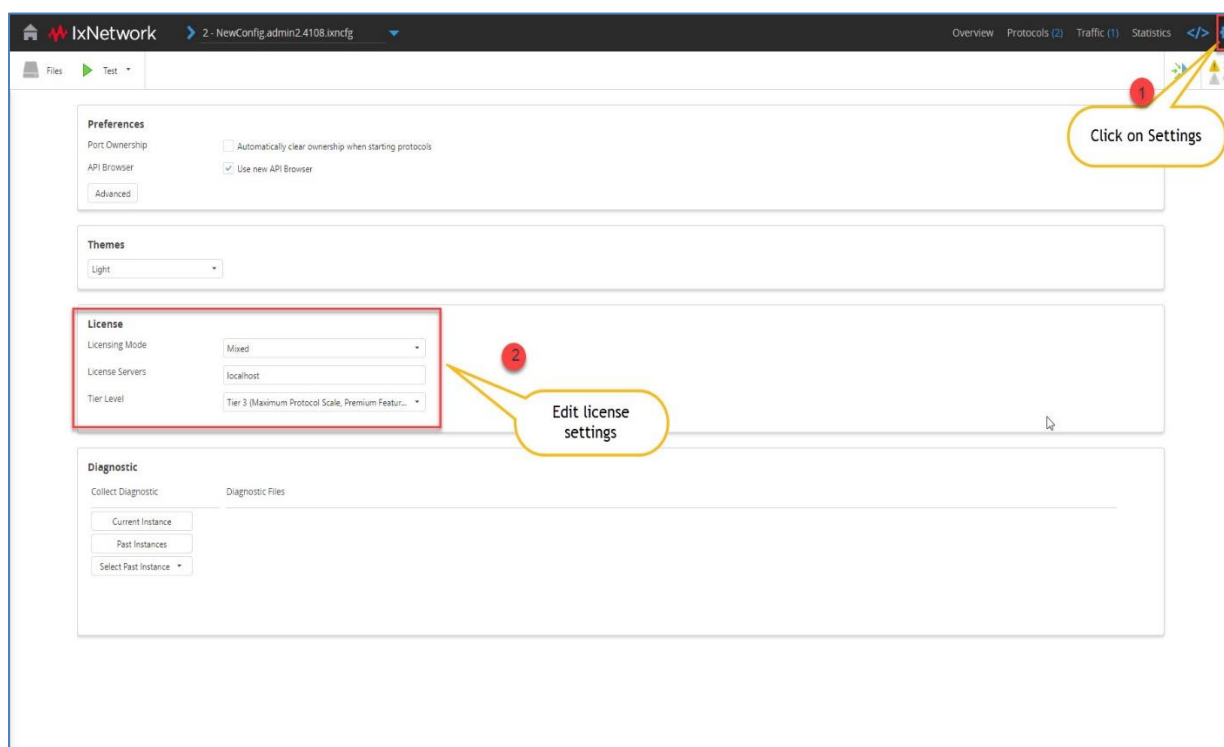 IxNetwork 2 - NewConfig.admin2.4108.ixncfg Overview Protocols (2) Traffic (1) Statistics </>
Files Test
1
Click on Settings
Preferences
Port Ownership Automatically clear ownership when starting protocols
API Browser Use new API Browser
Advanced
Themes
Light
License
Licensing Mode Mixed
License Servers localhost
Tier Level Tier 3 (Maximum Protocol Scale, Premium Featur...
2
Edit license
settings
Diagnostic
Collect Diagnostic Diagnostic Files
Current Instance
Past Instances
Select Past Instance